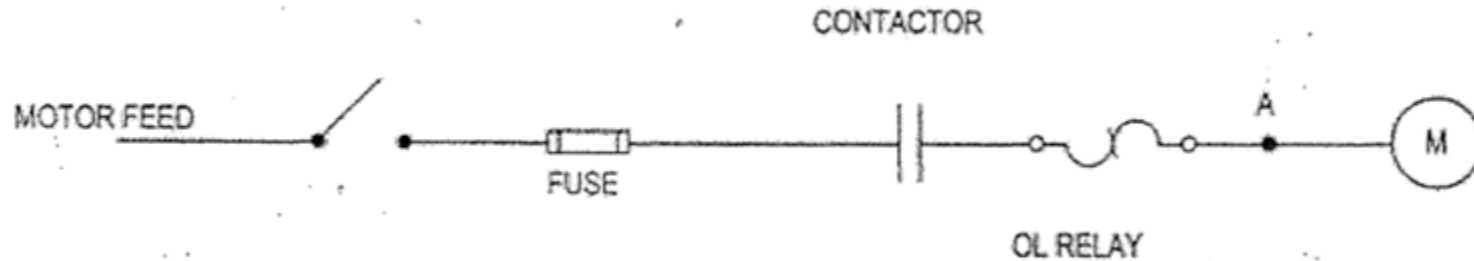 CONTACTOR
MOTOR FEED
A
M
FUSE
OL RELAY